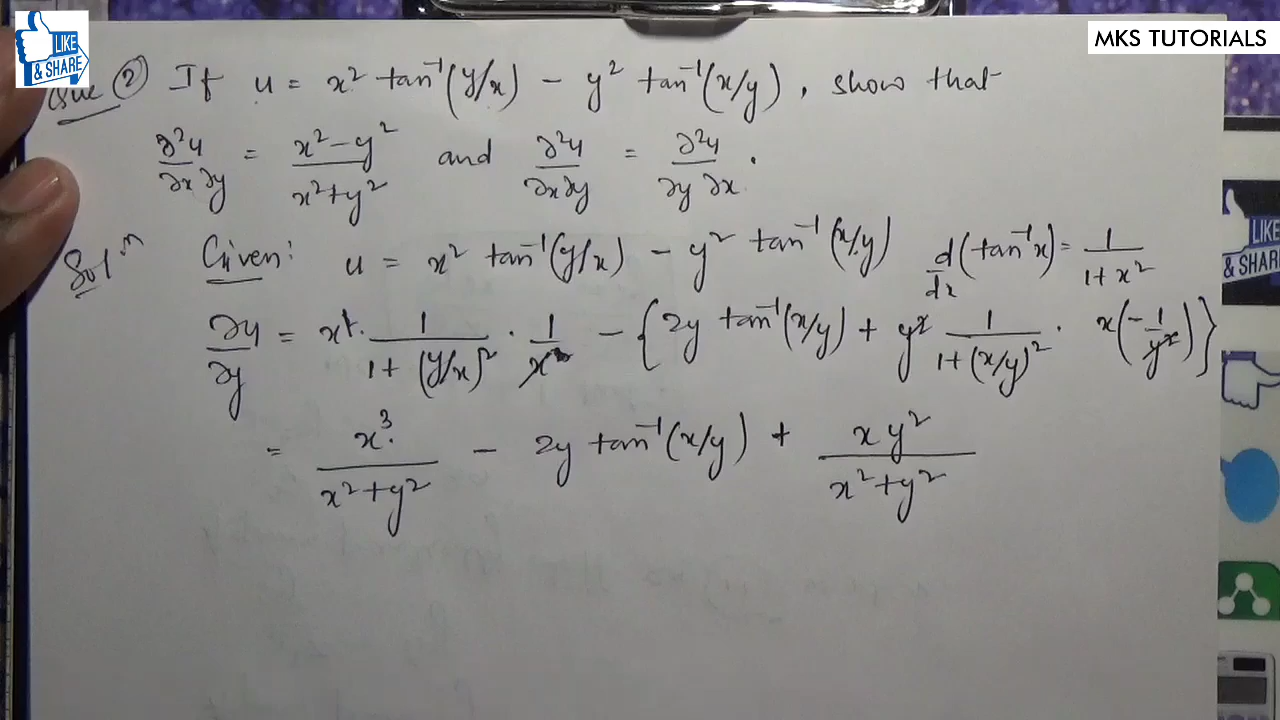 MKS TUTORIALS
LIKE
& SHARE
Que ② If u = x² tan⁻¹(y/x) − y² tan⁻¹(x/y), show that
∂²u/∂x∂y = (x²−y²)/(x²+y²) and ∂²u/∂x∂y = ∂²u/∂y∂x .
Solⁿ Given: u = x² tan⁻¹(y/x) − y² tan⁻¹(x/y) d/dx (tan⁻¹x) = 1/(1+x²)
∂u/∂y = x² · 1/(1+(y/x)²) · 1/x − {2y tan⁻¹(x/y) + y² 1/(1+(x/y)²) · x(−1/y²)}
= x³/(x²+y²) − 2y tan⁻¹(x/y) + xy²/(x²+y²)
LIKE
& SHAR